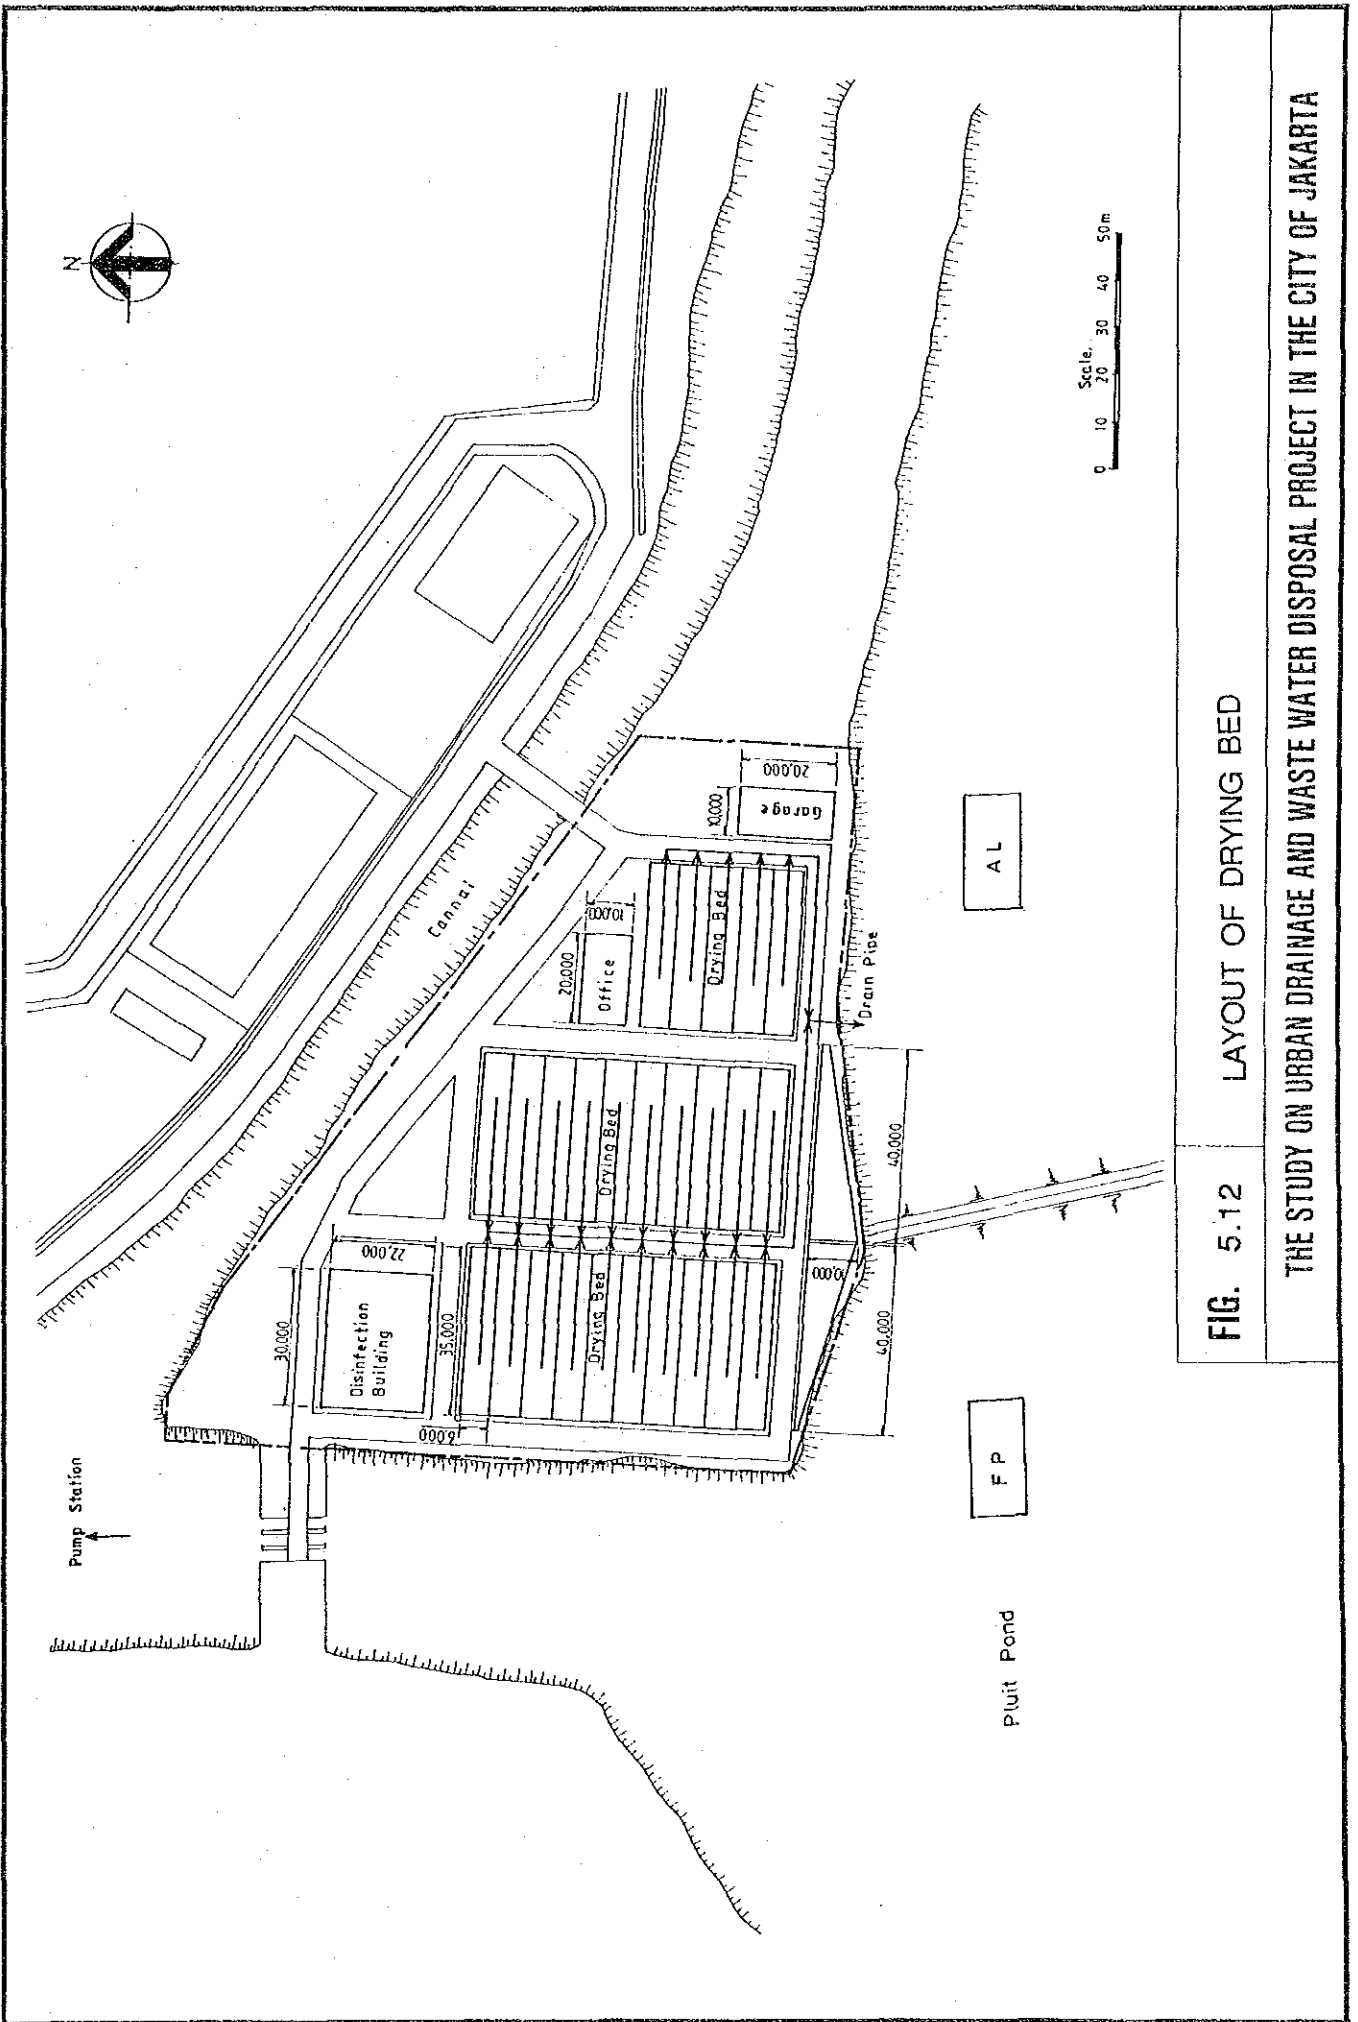 N
Pump Station
Cannai
Disinfection
Building
30,000
22,000
35,000
6,000
Drying Bed
Drying Bed
Drying Bed
Office
20,000
10,000
Garage
10,000
20,000
Drain Pipe
10,000
40,000
40,000
Pluit Pond
F P
A L
Scale.
0 10 20 30 40 50m
FIG. 5.12 LAYOUT OF DRYING BED
THE STUDY ON URBAN DRAINAGE AND WASTE WATER DISPOSAL PROJECT IN THE CITY OF JAKARTA